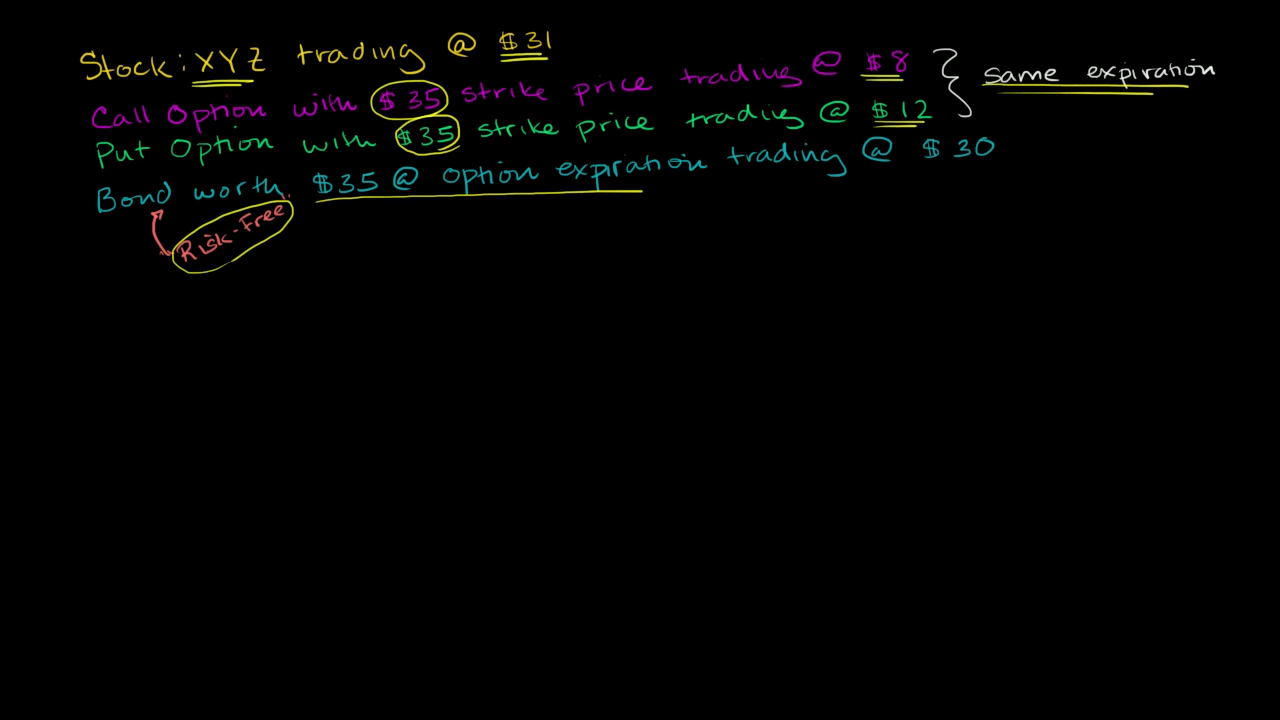 Stock: XYZ trading @ $31
Call Option with $35 strike price trading @ $8
same expiration
Put Option with $35 strike price trading @ $12
Bond worth $35 @ option expiration trading @ $30
Risk-Free